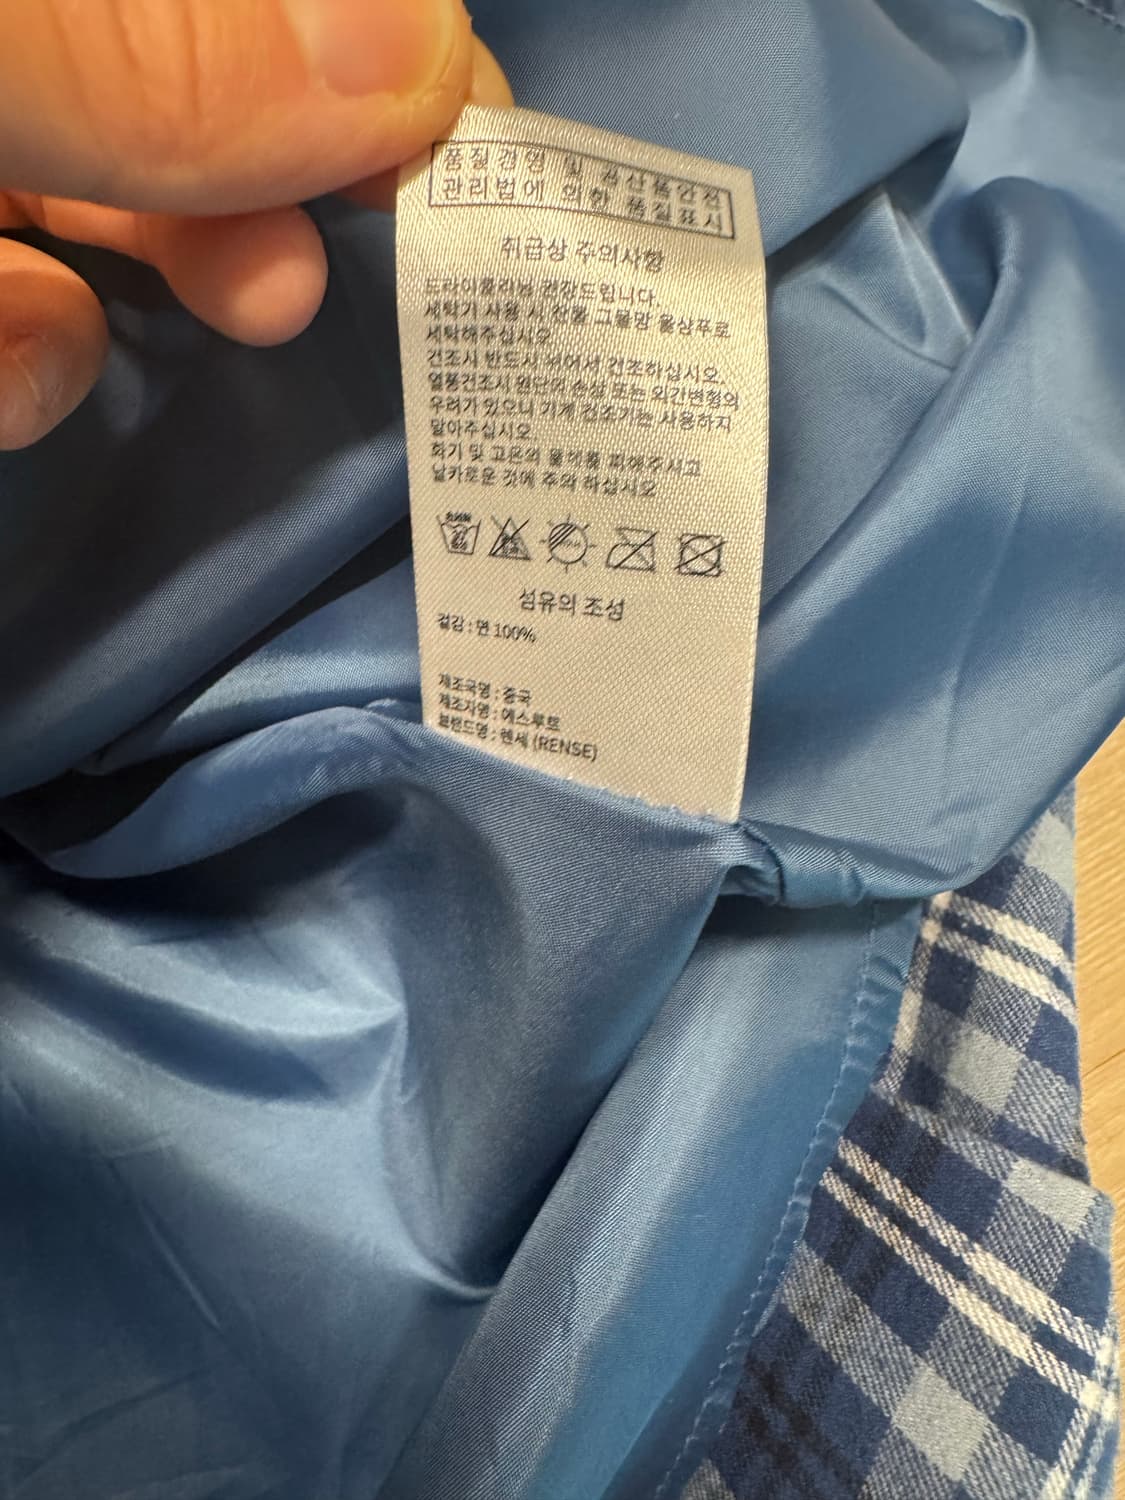 품질경영 및 공산품안전
관리법에 의한 품질표시
취급상 주의사항
드라이클리닝 권장드립니다.
세탁기 사용 시 찬물 그물망 울샴푸로
세탁해주십시오
건조시 반드시 뉘어서 건조하십시오.
열풍건조시 원단의 손상 또는 외간변형의
우려가 있으니 기계 건조기는 사용하지
말아주십시오.
화기 및 고온의 물체를 피해주시고
날카로운 것에 주의 하십시오
섬유의 조성
겉감 : 면 100%
제조국명 : 중국
제조자명 : 에스루트
브랜드명 : 렌세 (RENSE)